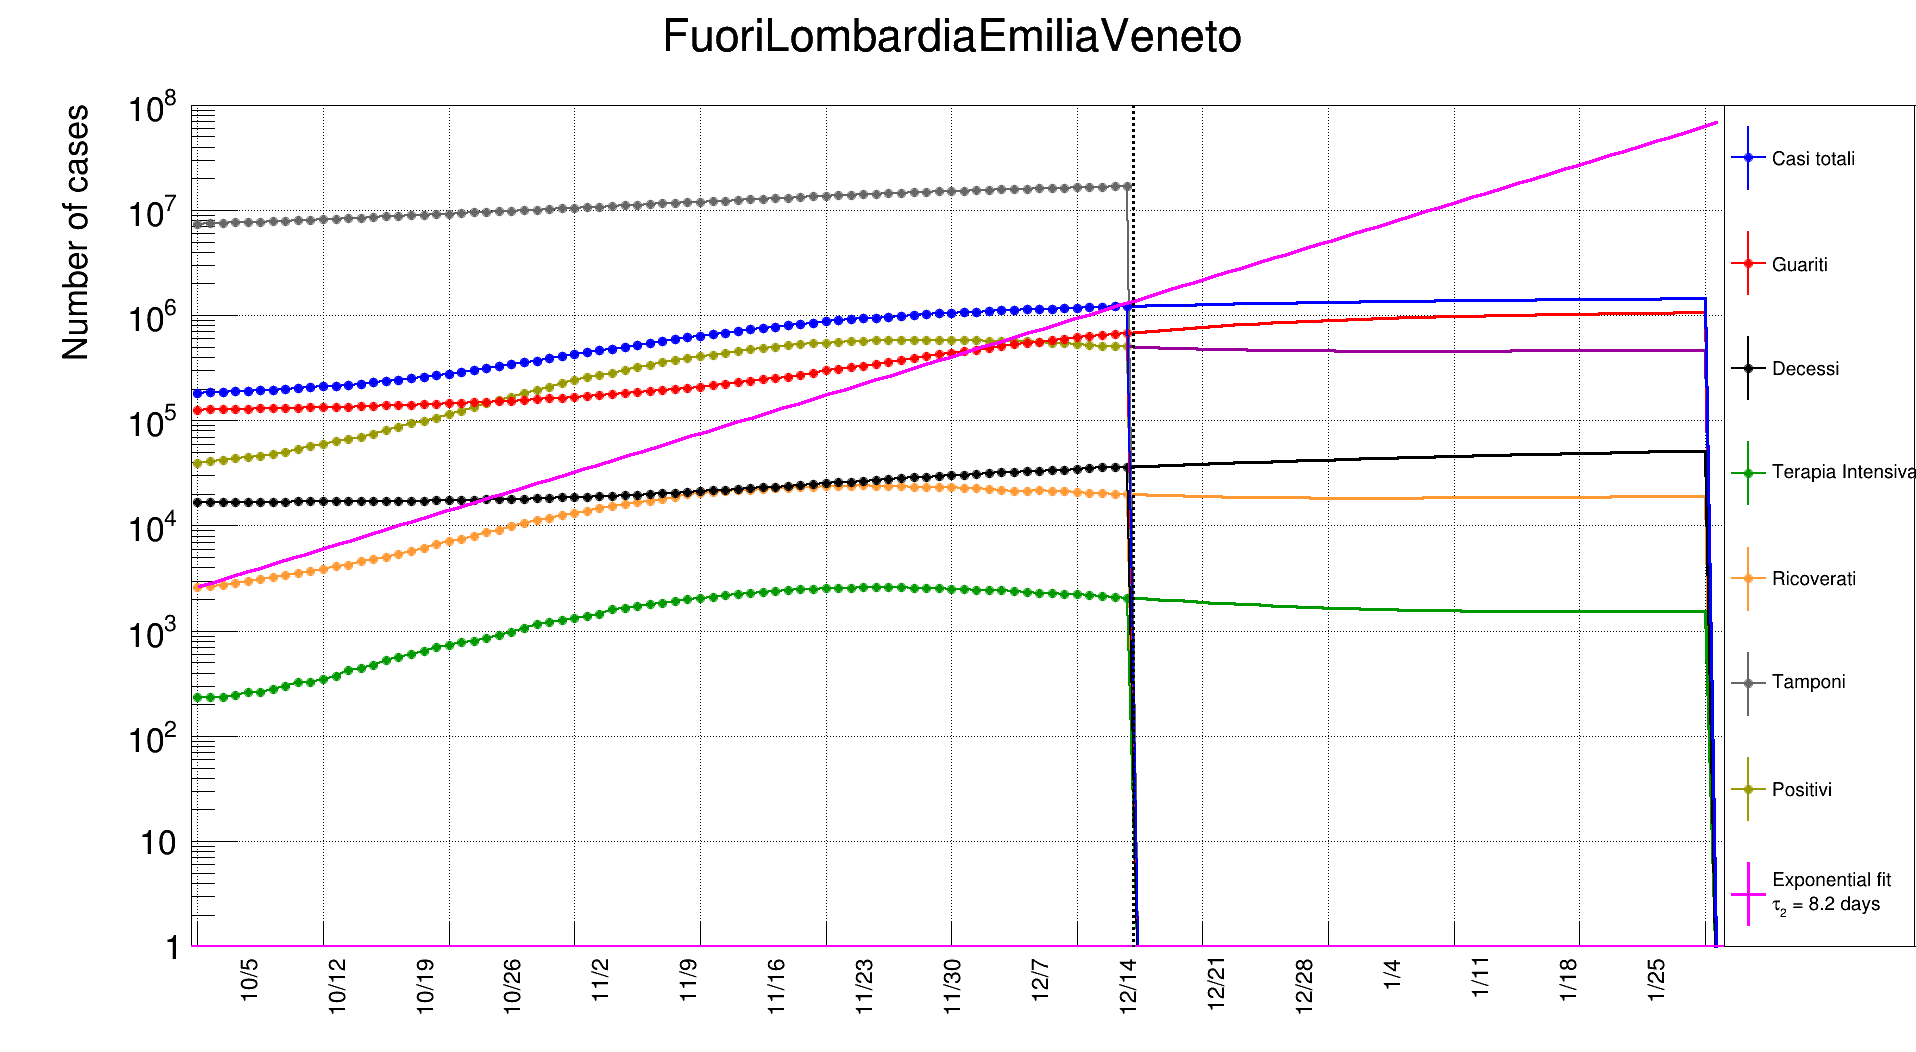 FuoriLombardiaEmiliaVeneto
Number of cases
10^8
10^7
10^6
10^5
10^4
10^3
10^2
10
1
10/5
10/12
10/19
10/26
11/2
11/9
11/16
11/23
11/30
12/7
12/14
12/21
12/28
1/4
1/11
1/18
1/25
Casi totali
Guariti
Decessi
Terapia Intensiva
Ricoverati
Tamponi
Positivi
Exponential fit
τ₂ = 8.2 days